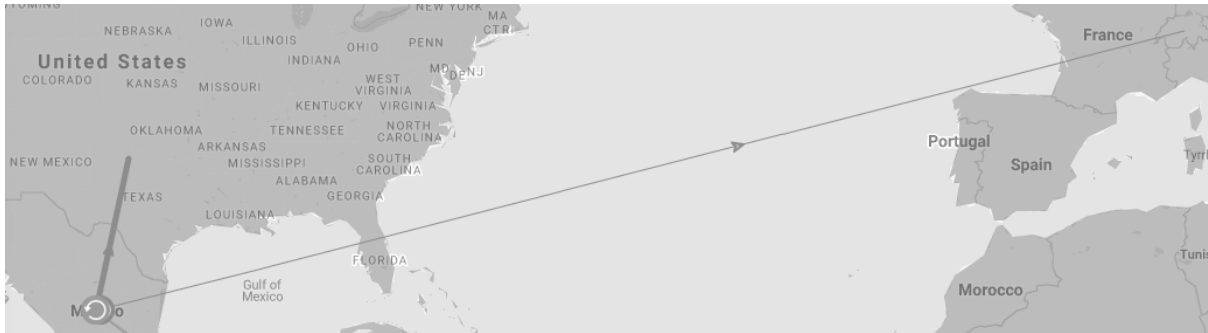 NEW YORK
MA
CT R
NEBRASKA
IOWA
ILLINOIS
OHIO
PENN
France
United States
INDIANA
MD
DE
NJ
COLORADO
KANSAS
MISSOURI
WEST
VIRGINIA
KENTUCKY
VIRGINIA
OKLAHOMA
TENNESSEE
NORTH
CAROLINA
ARKANSAS
NEW MEXICO
MISSISSIPPI
SOUTH
CAROLINA
Portugal
Spain
Tyrrh
ALABAMA
TEXAS
GEORGIA
LOUISIANA
FLORIDA
Tunis
Gulf of
Mexico
Morocco